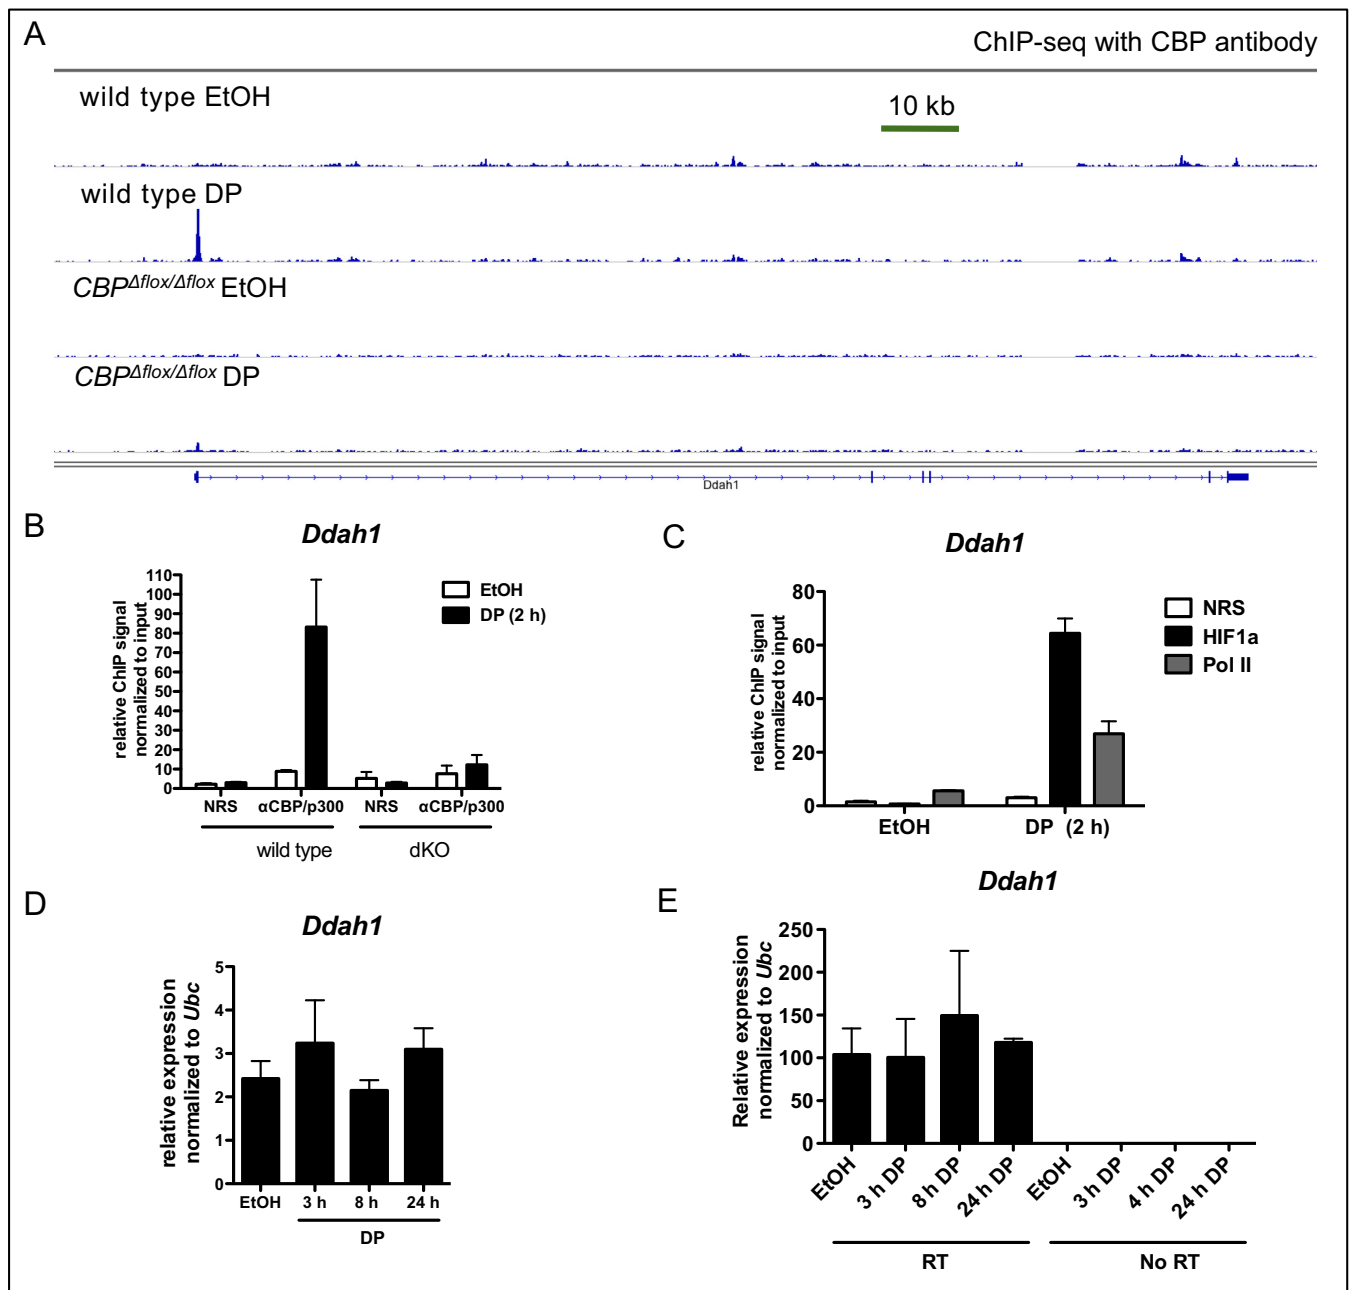 A
ChIP-seq with CBP antibody
wild type EtOH
10 kb
wild type DP
CBPΔflox/Δflox EtOH
CBPΔflox/Δflox DP
Ddah1
B
Ddah1
relative ChIP signal
normalized to input
110
100
90
80
70
60
50
40
30
20
10
0
EtOH
DP (2 h)
NRS αCBP/p300 NRS αCBP/p300
wild type dKO
C
Ddah1
relative ChIP signal
normalized to input
80
60
40
20
0
NRS
HIF1a
Pol II
EtOH DP (2 h)
D
Ddah1
relative expression
normalized to Ubc
5
4
3
2
1
0
EtOH 3 h 8 h 24 h
DP
E
Ddah1
Relative expression
normalized to Ubc
250
200
150
100
50
0
EtOH 3 h DP 8 h DP 24 h DP EtOH 3 h DP 4 h DP 24 h DP
RT No RT